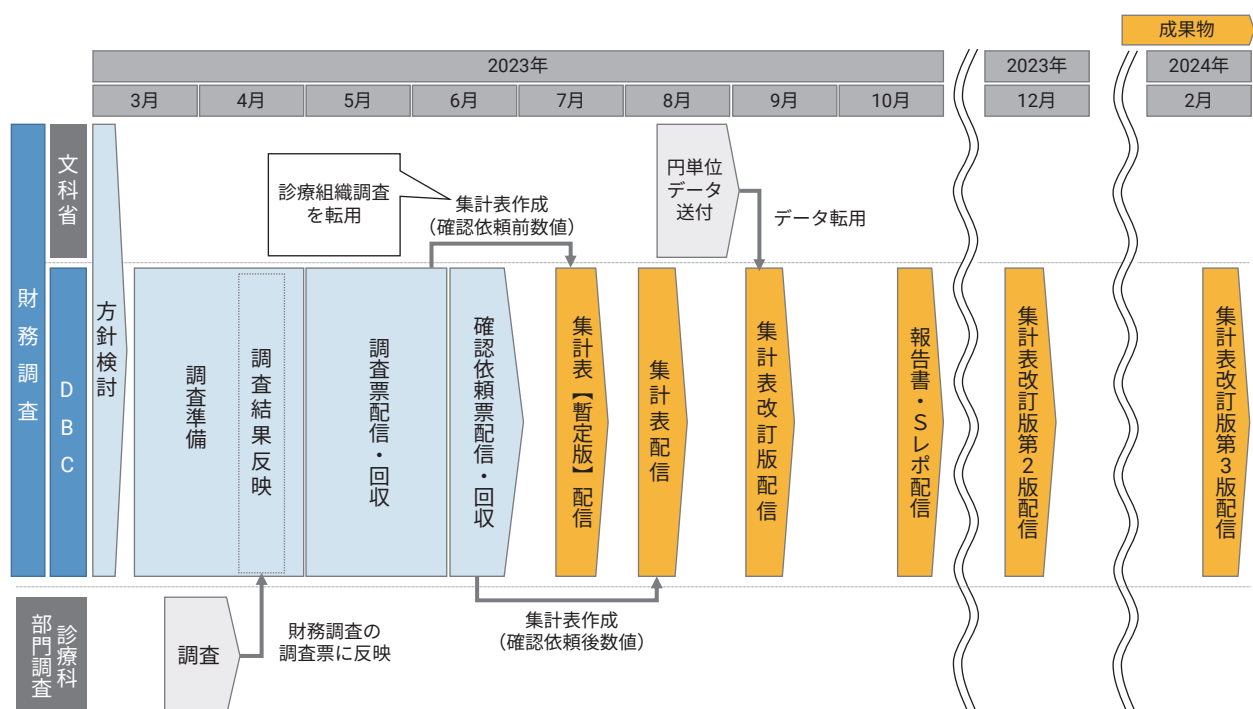 成果物
2023年
2023年
2024年
3月
4月
5月
6月
7月
8月
9月
10月
12月
2月
財務調査
文科省
DBC
診療科
部門調査
方針検討
診療組織調査
を転用
集計表作成
(確認依頼前数値)
円単位
データ
送付
データ転用
調査準備
調査結果反映
調査票配信・回収
確認依頼票配信・回収
集計表【暫定版】配信
集計表配信
集計表改訂版配信
報告書・Sレポ配信
集計表改訂版第2版配信
集計表改訂版第3版配信
調査
財務調査の
調査票に反映
集計表作成
(確認依頼後数値)